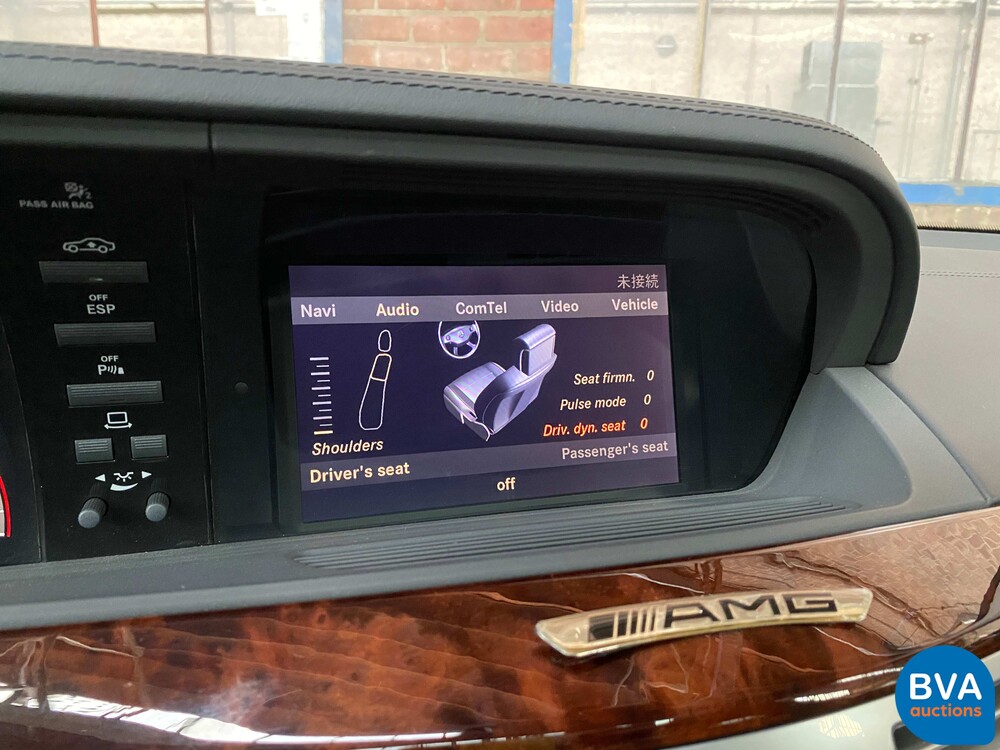 PASS AIR BAG
OFF
ESP
OFF
P
未接続
Navi Audio ComTel Video Vehicle
Seat firmn. 0
Pulse mode 0
Driv. dyn. seat 0
Shoulders
Driver's seat
Passenger's seat
off
AMG
BVA
auctions